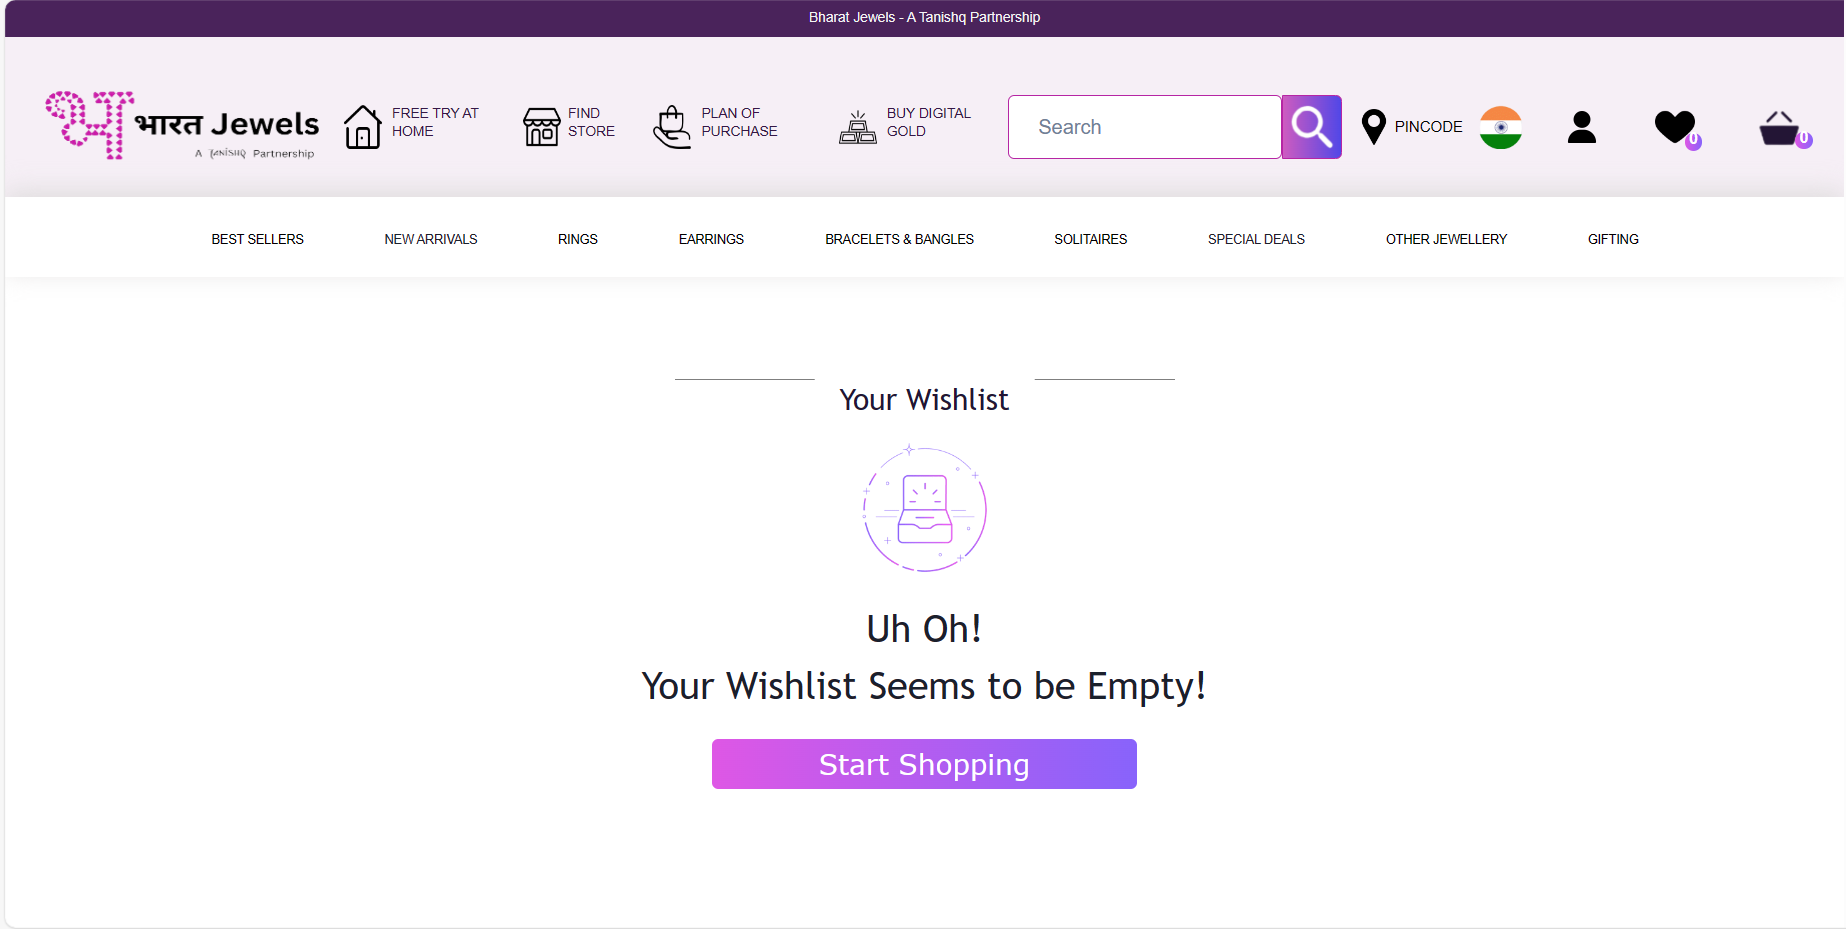 Bharat Jewels - A Tanishq Partnership
भा
भारत Jewels
A TANISHQ Partnership
FREE TRY AT
HOME
FIND
STORE
PLAN OF
PURCHASE
BUY DIGITAL
GOLD
Search
PINCODE
0
0
BEST SELLERS
NEW ARRIVALS
RINGS
EARRINGS
BRACELETS & BANGLES
SOLITAIRES
SPECIAL DEALS
OTHER JEWELLERY
GIFTING
Your Wishlist
Uh Oh!
Your Wishlist Seems to be Empty!
Start Shopping